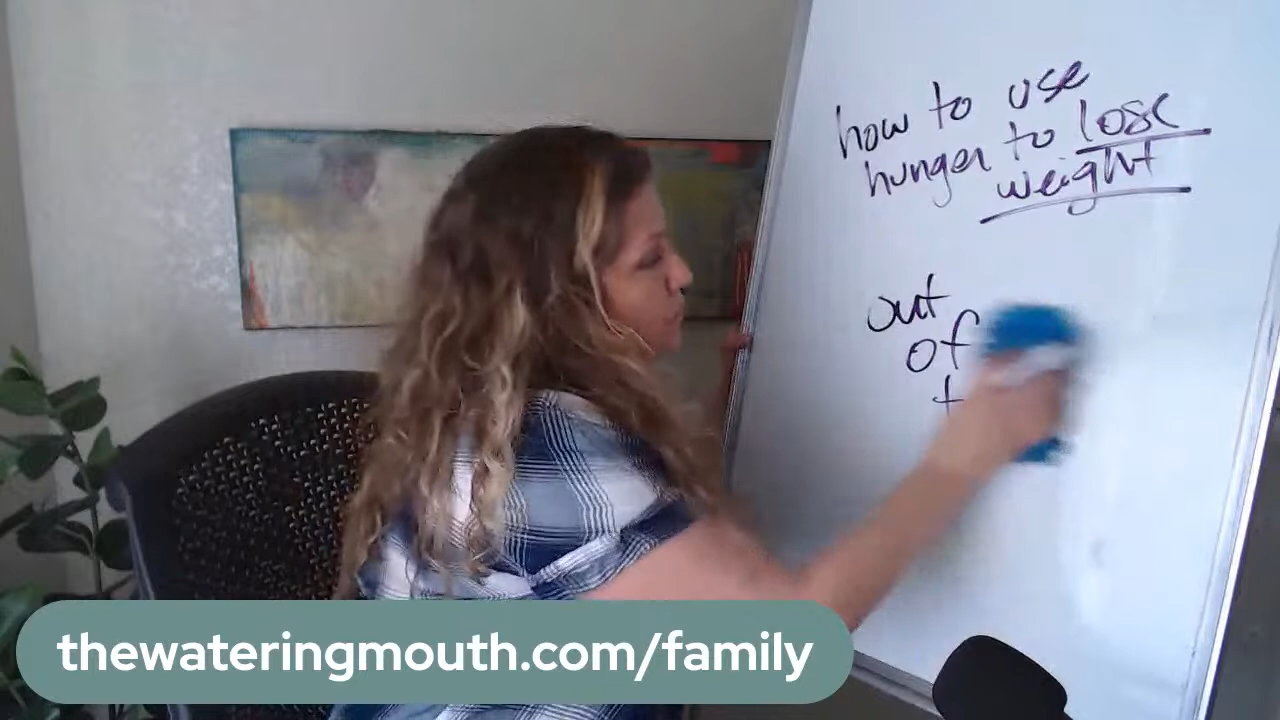 how to use
hunger to lose
weight
out
of
t
thewateringmouth.com/family